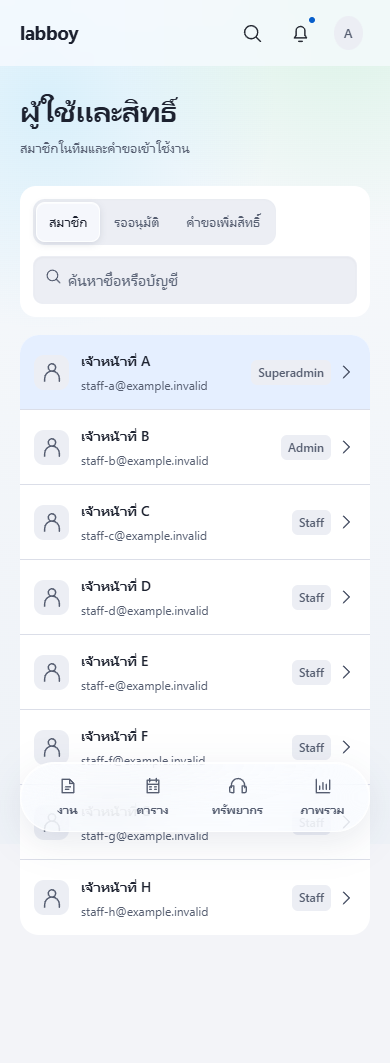 labboy
A
ผู้ใช้และสิทธิ์
สมาชิกในทีมและคำขอเข้าใช้งาน
สมาชิก
รออนุมัติ
คำขอเพิ่มสิทธิ์
ค้นหาชื่อหรือบัญชี
เจ้าหน้าที่ A
staff-a@example.invalid
Superadmin
เจ้าหน้าที่ B
staff-b@example.invalid
Admin
เจ้าหน้าที่ C
staff-c@example.invalid
Staff
เจ้าหน้าที่ D
staff-d@example.invalid
Staff
เจ้าหน้าที่ E
staff-e@example.invalid
Staff
เจ้าหน้าที่ F
staff-f@example.invalid
Staff
งาน
ตาราง
ทรัพยากร
ภาพรวม
Staff
staff-g@example.invalid
เจ้าหน้าที่ H
staff-h@example.invalid
Staff